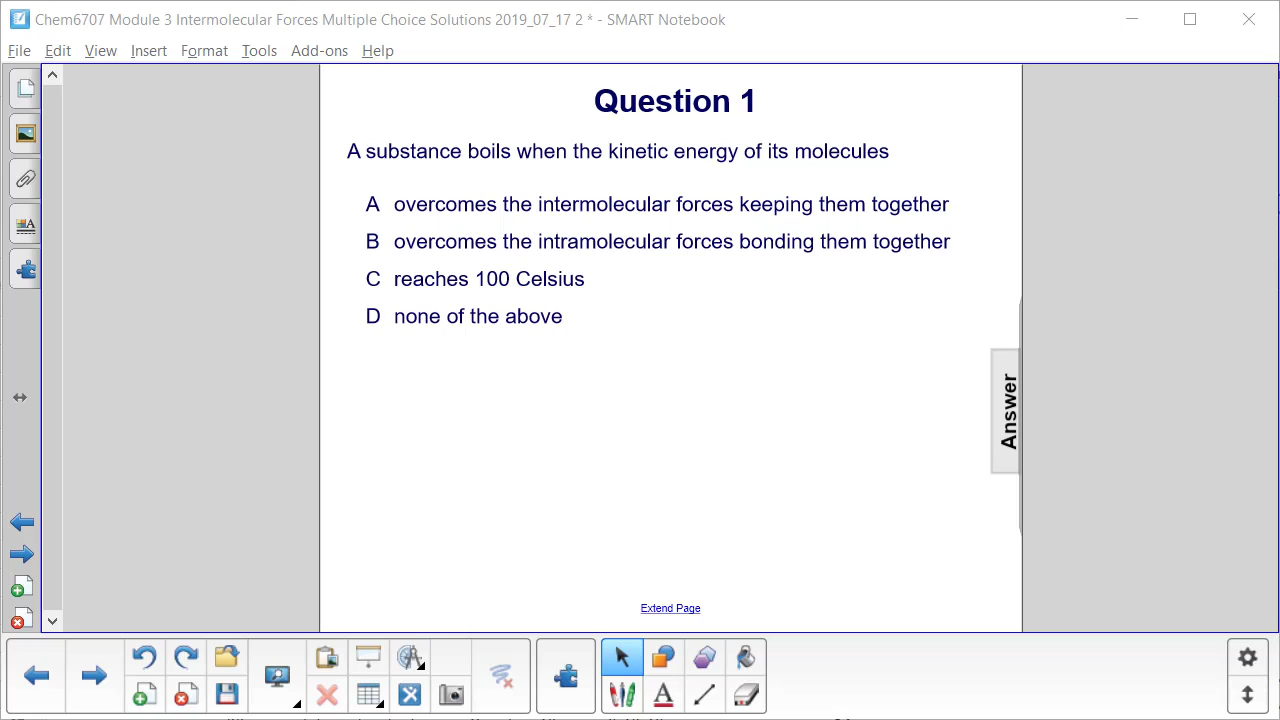 Chem6707 Module 3 Intermolecular Forces Multiple Choice Solutions 2019_07_17 2 * - SMART Notebook
File Edit View Insert Format Tools Add-ons Help
Question 1
A substance boils when the kinetic energy of its molecules
A overcomes the intermolecular forces keeping them together
B overcomes the intramolecular forces bonding them together
C reaches 100 Celsius
D none of the above
Answer
Extend Page